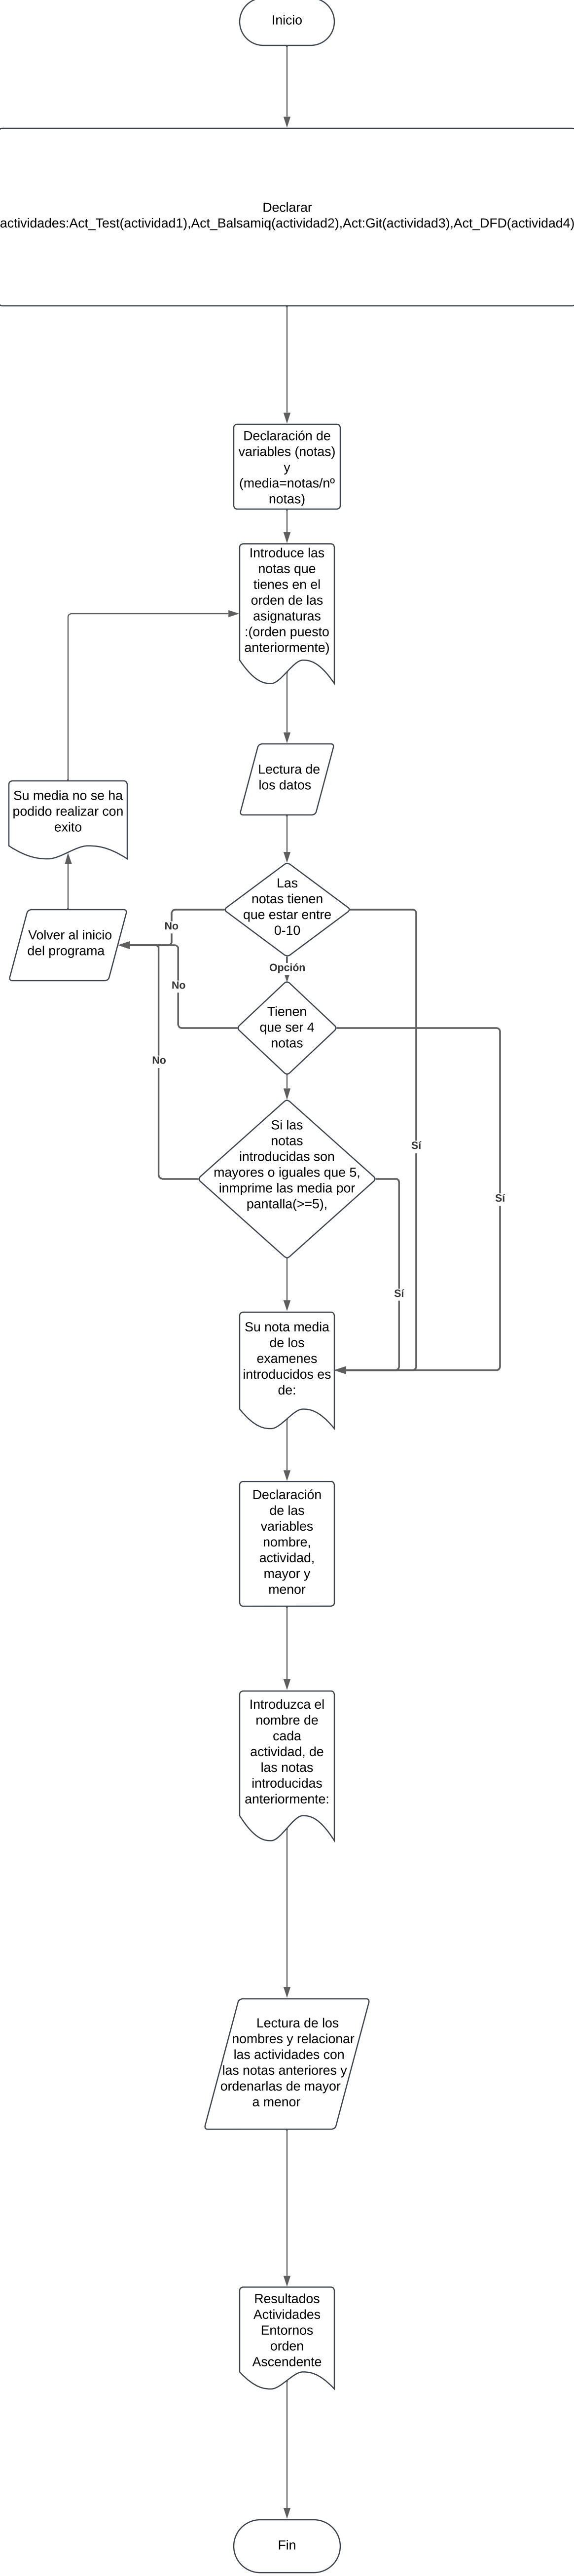 Inicio
Declarar
actividades:Act_Test(actividad1),Act_Balsamiq(actividad2),Act:Git(actividad3),Act_DFD(actividad4)
Declaración de
variables (notas)
y
(media=notas/nº
notas)
Introduce las
notas que
tienes en el
orden de las
asignaturas
:(orden puesto
anteriormente)
Lectura de
los datos
Su media no se ha
podido realizar con
exito
Las
notas tienen
que estar entre
0-10
No
Volver al inicio
del programa
Opción
No
Tienen
que ser 4
notas
No
Si las
notas
introducidas son
mayores o iguales que 5,
inmprime las media por
pantalla(>=5),
Sí
Sí
Sí
Su nota media
de los
examenes
introducidos es
de:
Declaración
de las
variables
nombre,
actividad,
mayor y
menor
Introduzca el
nombre de
cada
actividad, de
las notas
introducidas
anteriormente:
Lectura de los
nombres y relacionar
las actividades con
las notas anteriores y
ordenarlas de mayor
a menor
Resultados
Actividades
Entornos
orden
Ascendente
Fin